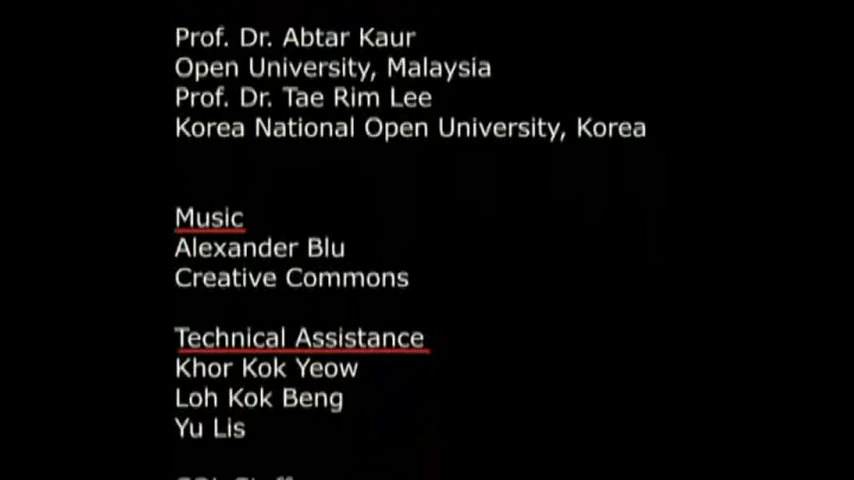 Prof. Dr. Abtar Kaur
Open University, Malaysia
Prof. Dr. Tae Rim Lee
Korea National Open University, Korea
Music
Alexander Blu
Creative Commons
Technical Assistance
Khor Kok Yeow
Loh Kok Beng
Yu Lis